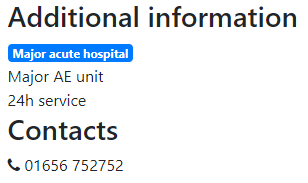 Additional information
Major acute hospital
Major AE unit
24h service
Contacts
01656 752752